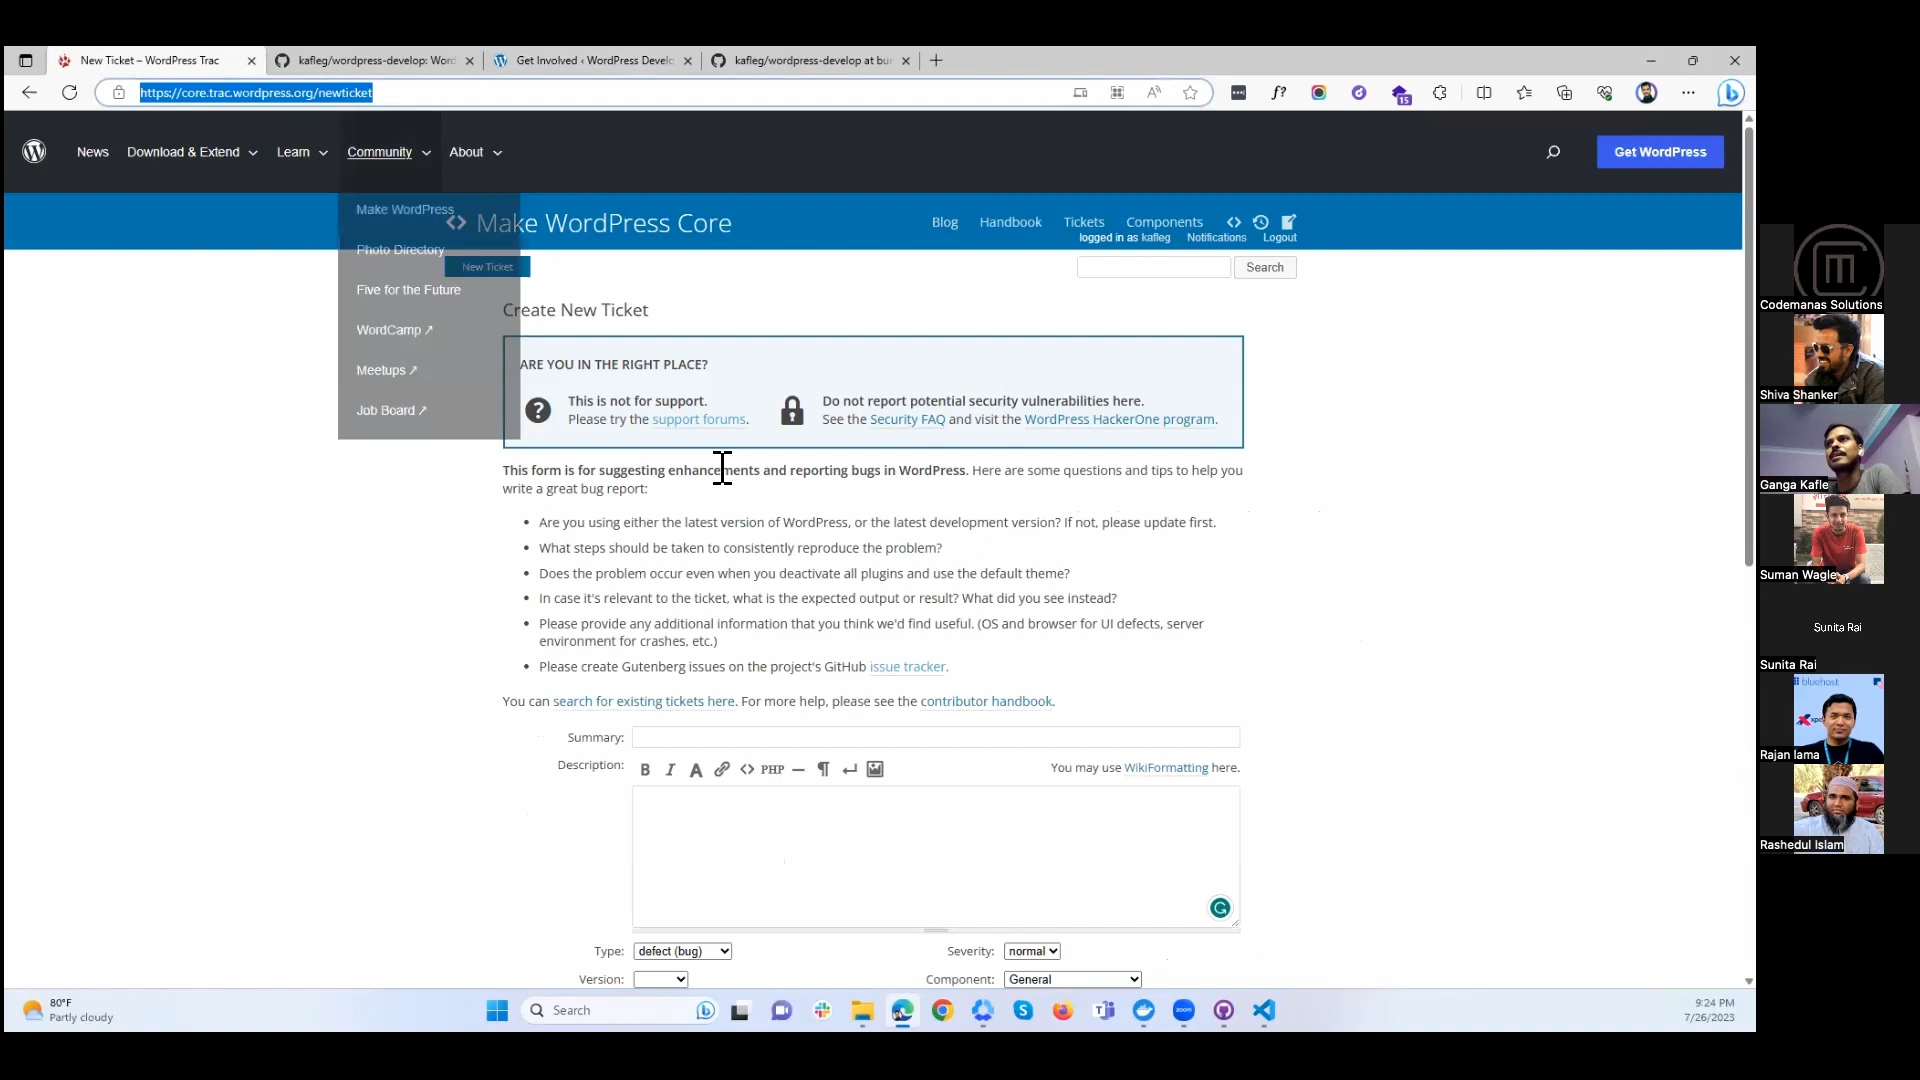 New Ticket – WordPress Trac
kafleg/wordpress-develop: Word
Get Involved ‹ WordPress Develo
kafleg/wordpress-develop at bu
https://core.trac.wordpress.org/newticket
15
News
Download & Extend
Learn
Community
About
Get WordPress
Make WordPress
Photo Directory
Five for the Future
WordCamp ↗
Meetups ↗
Job Board ↗
Make WordPress Core
Blog
Handbook
Tickets
Components
logged in as kafleg
Notifications
Logout
New Ticket
Search
Create New Ticket
ARE YOU IN THE RIGHT PLACE?
This is not for support.
Please try the support forums.
Do not report potential security vulnerabilities here.
See the Security FAQ and visit the WordPress HackerOne program.
This form is for suggesting enhancements and reporting bugs in WordPress. Here are some questions and tips to help you
write a great bug report:
• Are you using either the latest version of WordPress, or the latest development version? If not, please update first.
• What steps should be taken to consistently reproduce the problem?
• Does the problem occur even when you deactivate all plugins and use the default theme?
• In case it's relevant to the ticket, what is the expected output or result? What did you see instead?
• Please provide any additional information that you think we'd find useful. (OS and browser for UI defects, server
environment for crashes, etc.)
• Please create Gutenberg issues on the project's GitHub issue tracker.
You can search for existing tickets here. For more help, please see the contributor handbook.
Summary:
Description:
B I A PHP
You may use WikiFormatting here.
Type: defect (bug)
Severity: normal
Version:
Component: General
80°F
Partly cloudy
Search
zoom
9:24 PM
7/26/2023
Codemanas Solutions
Shiva Shanker
Ganga Kafle
Suman Wagle
Sunita Rai
Sunita Rai
bluehost
Rajan lama
Rashedul Islam